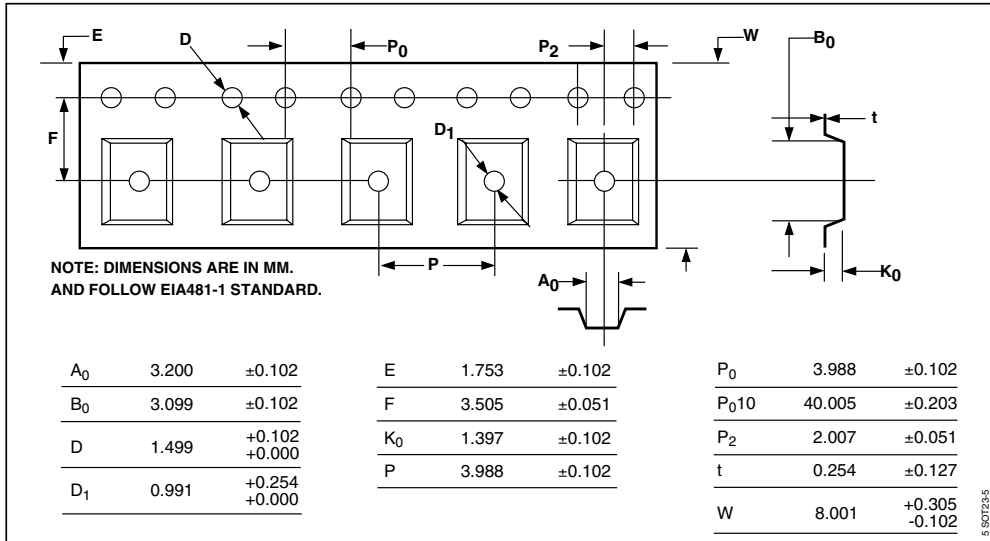 E
D
P0
P2
W
B0
t
F
D1
P
A0
K0
NOTE: DIMENSIONS ARE IN MM.
AND FOLLOW EIA481-1 STANDARD.
A0 3.200 ±0.102
B0 3.099 ±0.102
D 1.499 +0.102 +0.000
D1 0.991 +0.254 +0.000
E 1.753 ±0.102
F 3.505 ±0.051
K0 1.397 ±0.102
P 3.988 ±0.102
P0 3.988 ±0.102
P010 40.005 ±0.203
P2 2.007 ±0.051
t 0.254 ±0.127
W 8.001 +0.305 -0.102
5 SOT23-5